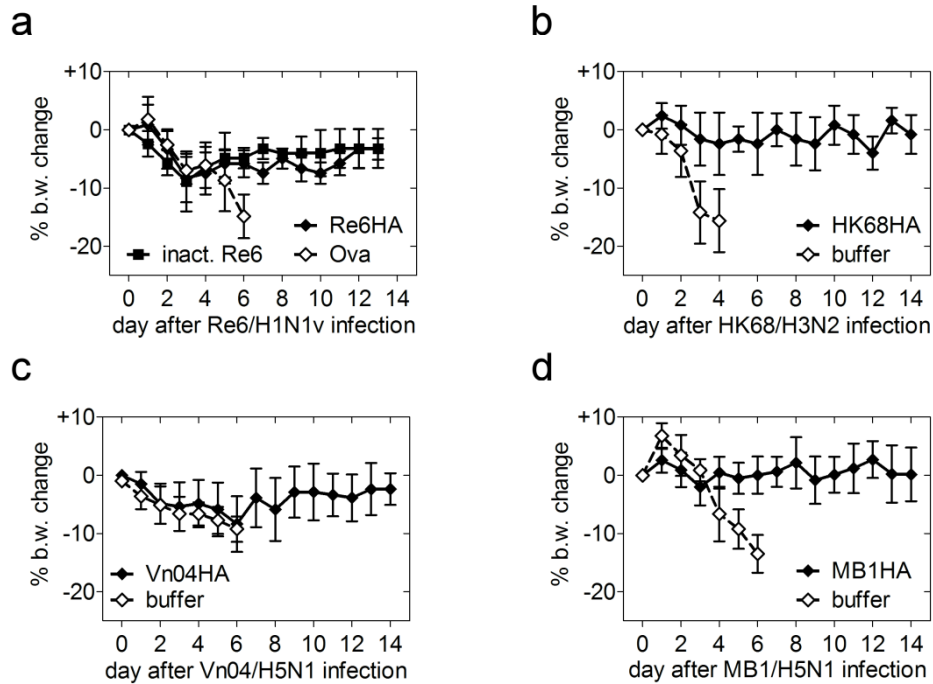 a
+10
0
-10
-20
% b.w. change
Re6HA
inact. Re6
Ova
0 2 4 6 8 10 12 14
day after Re6/H1N1v infection
b
+10
0
-10
-20
% b.w. change
HK68HA
buffer
0 2 4 6 8 10 12 14
day after HK68/H3N2 infection
c
+10
0
-10
-20
% b.w. change
Vn04HA
buffer
0 2 4 6 8 10 12 14
day after Vn04/H5N1 infection
d
+10
0
-10
-20
% b.w. change
MB1HA
buffer
0 2 4 6 8 10 12 14
day after MB1/H5N1 infection